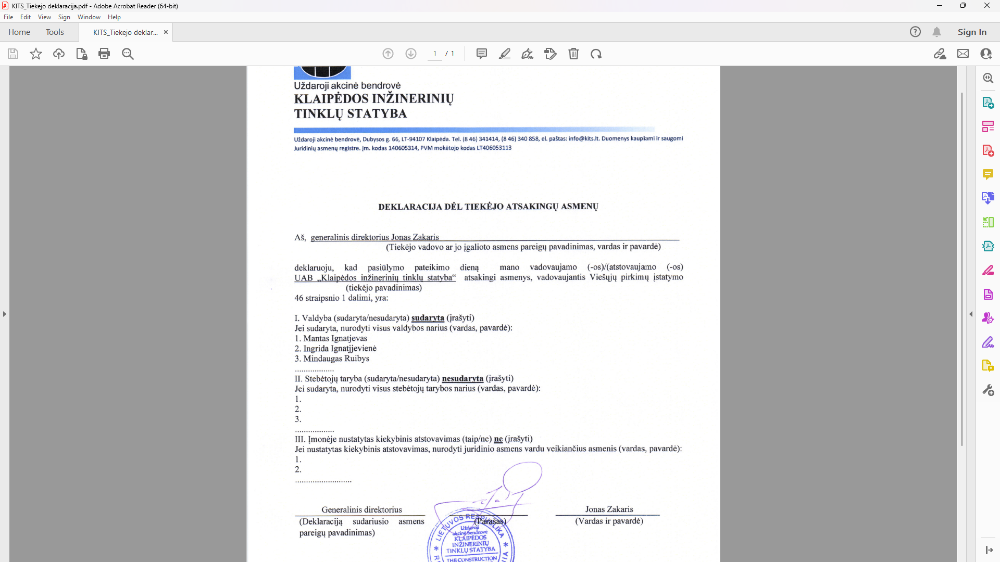 KITS_Tiekejo deklaracija.pdf - Adobe Acrobat Reader (64-bit)
File Edit View Sign Window Help
Home Tools KITS_Tiekejo deklar... Sign In
1 / 1
Uždaroji akcinė bendrovė
KLAIPĖDOS INŽINERINIŲ
TINKLŲ STATYBA
Uždaroji akcinė bendrovė, Dubysos g. 66, LT-94107 Klaipėda. Tel. (8 46) 341414, (8 46) 340 858, el. paštas: info@kits.lt. Duomenys kaupiami ir saugomi
Juridinių asmenų registre. Įm. kodas 140605314, PVM mokėtojo kodas LT406053113
DEKLARACIJA DĖL TIEKĖJO ATSAKINGŲ ASMENŲ
Aš, generalinis direktorius Jonas Zakaris
(Tiekėjo vadovo ar jo įgalioto asmens pareigų pavadinimas, vardas ir pavardė)
deklaruoju, kad pasiūlymo pateikimo dieną mano vadovaujamo (-os)/(atstovaujamo (-os)
UAB „Klaipėdos inžinerinių tinklų statyba“ atsakingi asmenys, vadovaujantis Viešųjų pirkimų įstatymo
(tiekėjo pavadinimas)
46 straipsnio 1 dalimi, yra:
I. Valdyba (sudaryta/nesudaryta) sudaryta (įrašyti)
Jei sudaryta, nurodyti visus valdybos narius (vardas, pavardė):
1. Mantas Ignatjevas
2. Ingrida Ignatjjevienė
3. Mindaugas Ruibys
..................
II. Stebėtojų taryba (sudaryta/nesudaryta) nesudaryta (įrašyti)
Jei sudaryta, nurodyti visus stebėtojų tarybos narius (vardas, pavardė):
1.
2.
3.
..................
III. Įmonėje nustatytas kiekybinis atstovavimas (taip/ne) ne (įrašyti)
Jei nustatytas kiekybinis atstovavimas, nurodyti juridinio asmens vardu veikiančius asmenis (vardas, pavardė):
1.
2.
..........................
Generalinis direktorius Jonas Zakaris
(Deklaraciją sudariusio asmens (Parašas) (Vardas ir pavardė)
pareigų pavadinimas)
LIETUVOS RESPUBLIKA
Uždaroji
akcinė bendrovė
KLAIPĖDOS
INŽINERINIŲ
TINKLŲ STATYBA
THE CONSTRUCTION